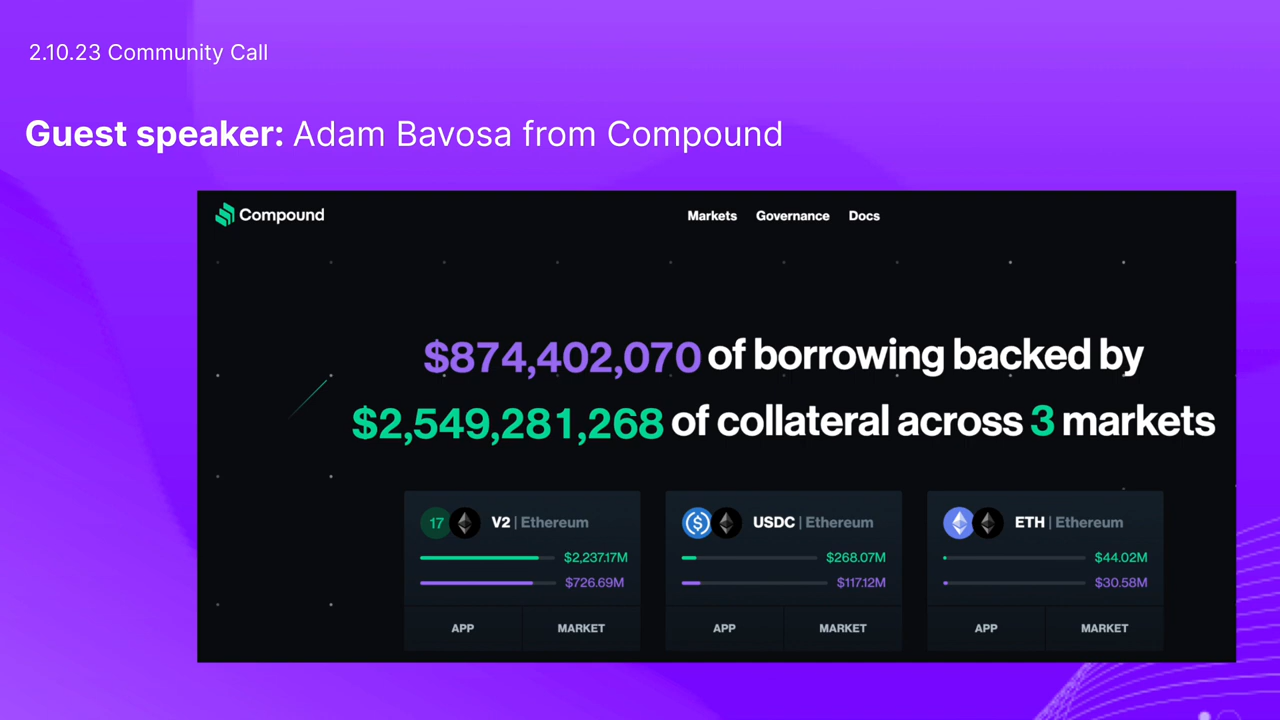 2.10.23 Community Call
Guest speaker: Adam Bavosa from Compound
Compound Markets Governance Docs
$874,402,070 of borrowing backed by
$2,549,281,268 of collateral across 3 markets
17 V2 | Ethereum
$2,237.17M
$726.69M
APP MARKET
$ USDC | Ethereum
$268.07M
$117.12M
APP MARKET
ETH | Ethereum
$44.02M
$30.58M
APP MARKET